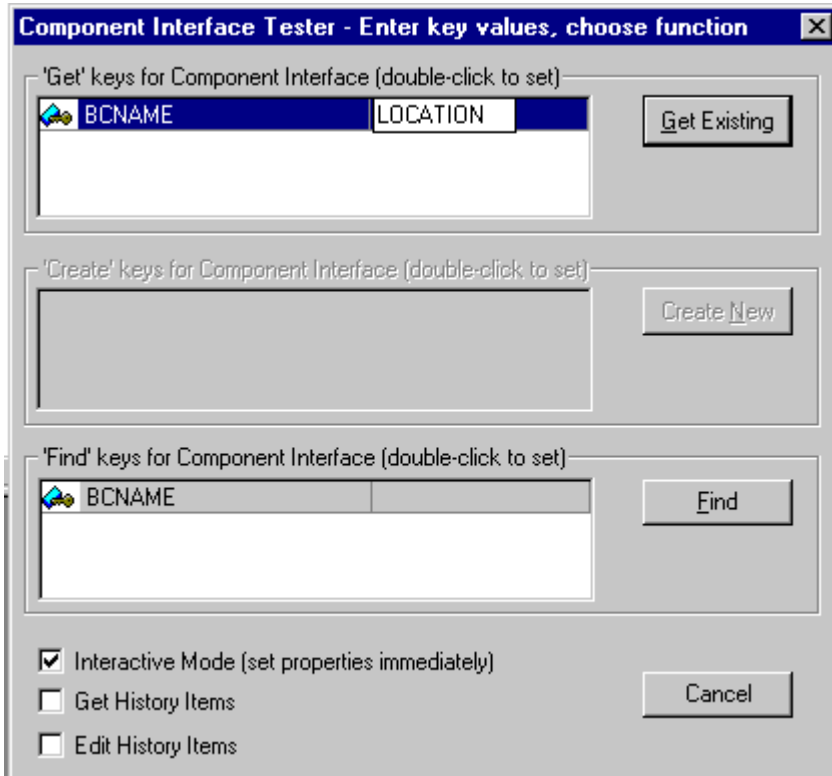 Component Interface Tester - Enter key values, choose function
'Get' keys for Component Interface (double-click to set)
BCNAME LOCATION
Get Existing
'Create' keys for Component Interface (double-click to set)
Create New
'Find' keys for Component Interface (double-click to set)
BCNAME
Find
Interactive Mode (set properties immediately)
Get History Items
Cancel
Edit History Items